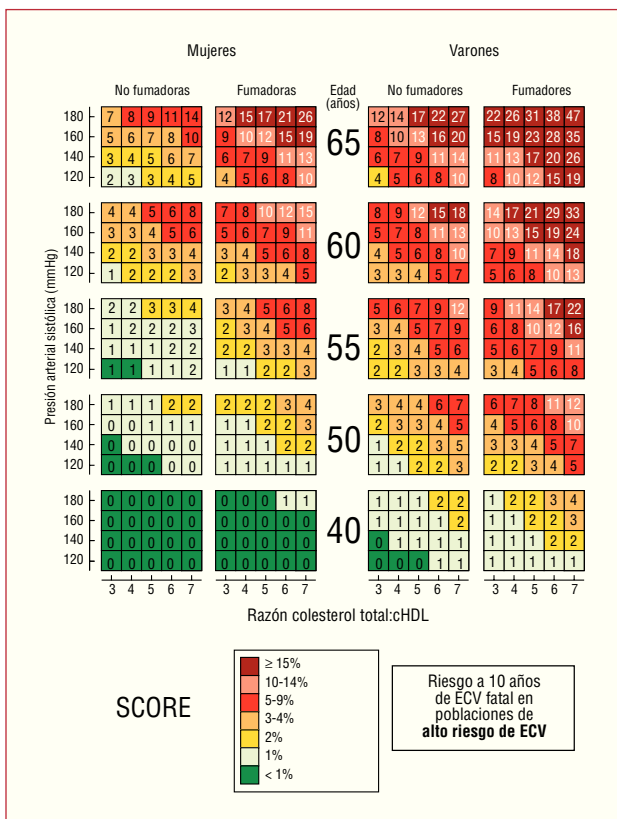 Mujeres Varones
No fumadoras Fumadoras Edad (años) No fumadores Fumadores
Presión arterial sistólica (mmHg)
180 7 8 9 11 14 12 15 17 21 26 12 14 17 22 27 22 26 31 38 47
160 5 6 7 8 10 9 10 12 15 19 8 10 13 16 20 15 19 23 28 35
65
140 3 4 5 6 7 6 7 9 11 13 6 7 9 11 14 11 13 17 20 26
120 2 3 3 4 5 4 5 6 8 10 4 5 6 8 10 8 10 12 15 19
180 4 4 5 6 8 7 8 10 12 15 8 9 12 15 18 14 17 21 29 33
160 3 3 4 5 6 5 6 7 9 11 5 7 8 11 13 10 13 15 19 24
60
140 2 2 3 3 4 3 4 5 6 8 4 5 6 8 10 7 9 11 14 18
120 1 2 2 2 3 2 3 3 4 5 3 3 4 5 7 5 6 8 10 13
180 2 2 3 3 4 3 4 5 6 8 5 6 7 9 12 9 11 14 17 22
160 1 2 2 2 3 2 3 4 5 6 3 4 5 7 9 6 8 10 12 16
55
140 1 1 1 2 2 2 2 3 3 4 2 3 4 5 6 5 6 7 9 11
120 1 1 1 1 2 1 1 2 2 3 2 2 3 3 4 3 4 5 6 8
180 1 1 1 2 2 2 2 2 3 4 3 4 4 6 7 6 7 8 11 12
160 0 0 1 1 1 1 1 2 2 3 2 3 3 4 5 4 5 6 8 10
50
140 0 0 0 0 0 1 1 1 2 2 1 2 2 3 5 3 3 4 5 7
120 0 0 0 0 0 1 1 1 1 1 1 1 2 2 3 2 2 3 4 5
180 0 0 0 0 0 0 0 0 1 1 1 1 1 2 2 1 2 2 3 4
160 0 0 0 0 0 0 0 0 0 0 1 1 1 1 2 1 1 2 2 3
40
140 0 0 0 0 0 0 0 0 0 0 0 1 1 1 1 1 1 1 2 2
120 0 0 0 0 0 0 0 0 0 0 0 0 0 1 1 1 1 1 1 1
3 4 5 6 7 3 4 5 6 7 3 4 5 6 7 3 4 5 6 7
Razón colesterol total:cHDL
SCORE
≥ 15%
10-14%
5-9%
3-4%
2%
1%
< 1%
Riesgo a 10 años
de ECV fatal en
poblaciones de
alto riesgo de ECV